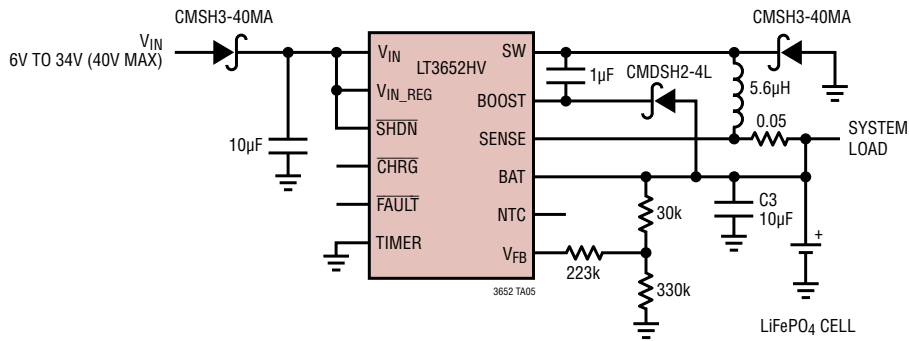 CMSH3-40MA
VIN
6V TO 34V (40V MAX)
10µF
LT3652HV
VIN
VIN_REG
SHDN
CHRG
FAULT
TIMER
SW
BOOST
SENSE
BAT
NTC
VFB
3652 TA05
1µF
CMDSH2-4L
CMSH3-40MA
5.6µH
0.05
SYSTEM
LOAD
30k
C3
10µF
223k
330k
+
LiFePO4 CELL